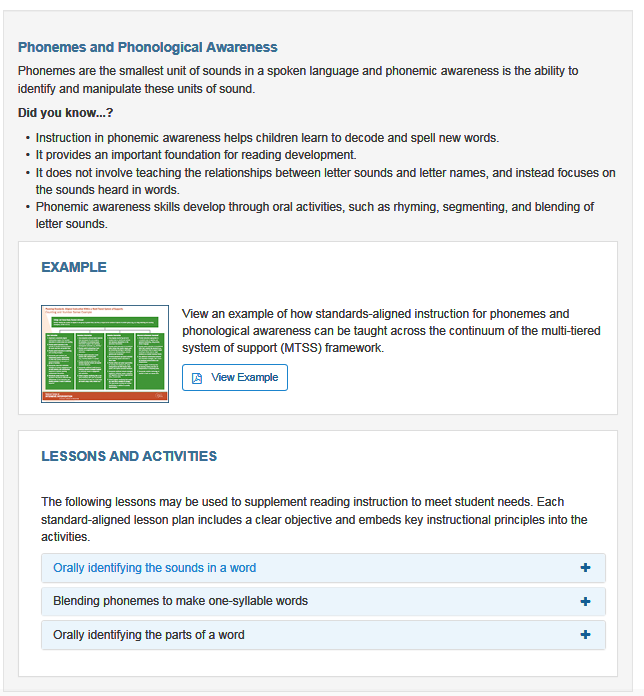 Phonemes and Phonological Awareness
Phonemes are the smallest unit of sounds in a spoken language and phonemic awareness is the ability to
identify and manipulate these units of sound.
Did you know...?
• Instruction in phonemic awareness helps children learn to decode and spell new words.
• It provides an important foundation for reading development.
• It does not involve teaching the relationships between letter sounds and letter names, and instead focuses on
the sounds heard in words.
• Phonemic awareness skills develop through oral activities, such as rhyming, segmenting, and blending of
letter sounds.
EXAMPLE
View an example of how standards-aligned instruction for phonemes and
phonological awareness can be taught across the continuum of the multi-tiered
system of support (MTSS) framework.
View Example
LESSONS AND ACTIVITIES
The following lessons may be used to supplement reading instruction to meet student needs. Each
standard-aligned lesson plan includes a clear objective and embeds key instructional principles into the
activities.
Orally identifying the sounds in a word
Blending phonemes to make one-syllable words
Orally identifying the parts of a word